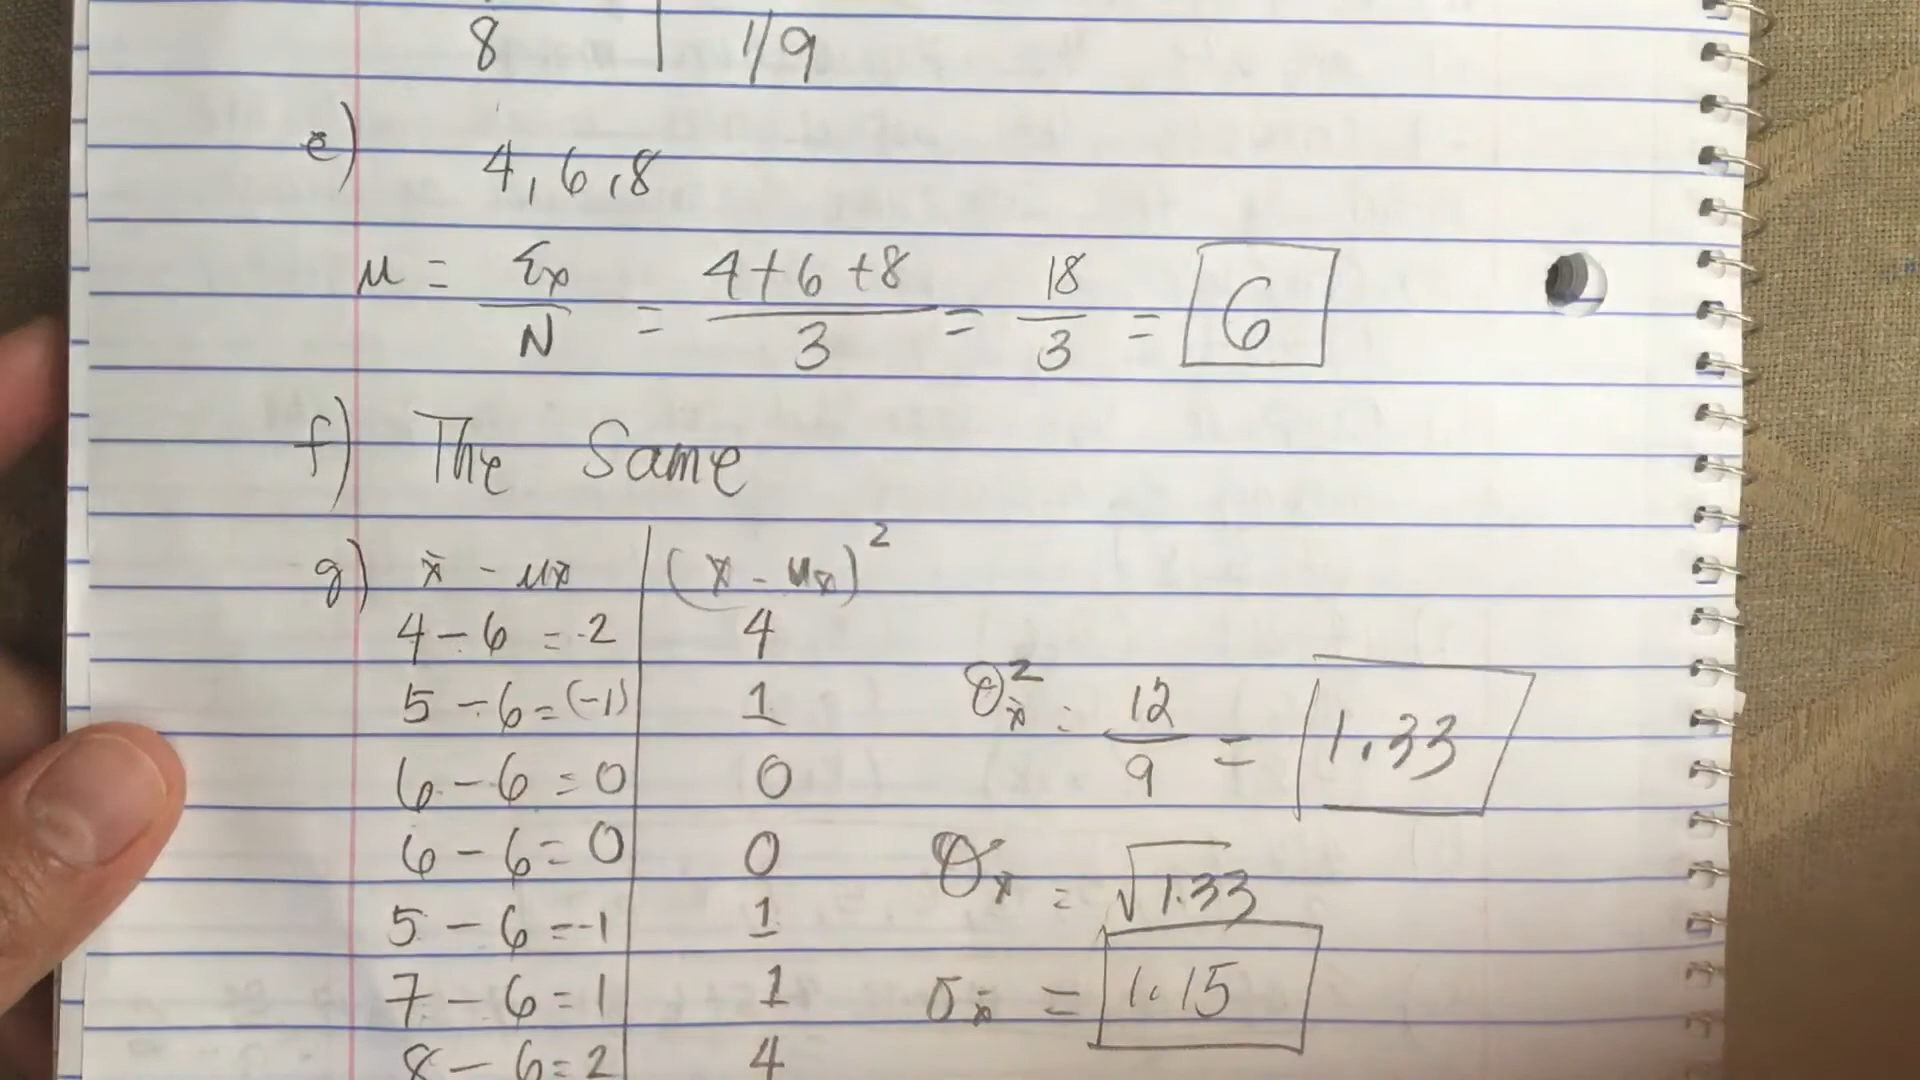 8 | 1/9
e) 4, 6, 8
μ = Σx/N = (4+6+8)/3 = 18/3 = 6
f) The Same
g) x̄ - μx̄ | (x̄ - μx̄)²
4 - 6 = -2 | 4
5 - 6 = (-1) | 1
σ²x̄ = 12/9 = 1.33
6 - 6 = 0 | 0
6 - 6 = 0 | 0
σx̄ = √1.33
5 - 6 = -1 | 1
7 - 6 = 1 | 1
σx̄ = 1.15
8 - 6 = 2 | 4